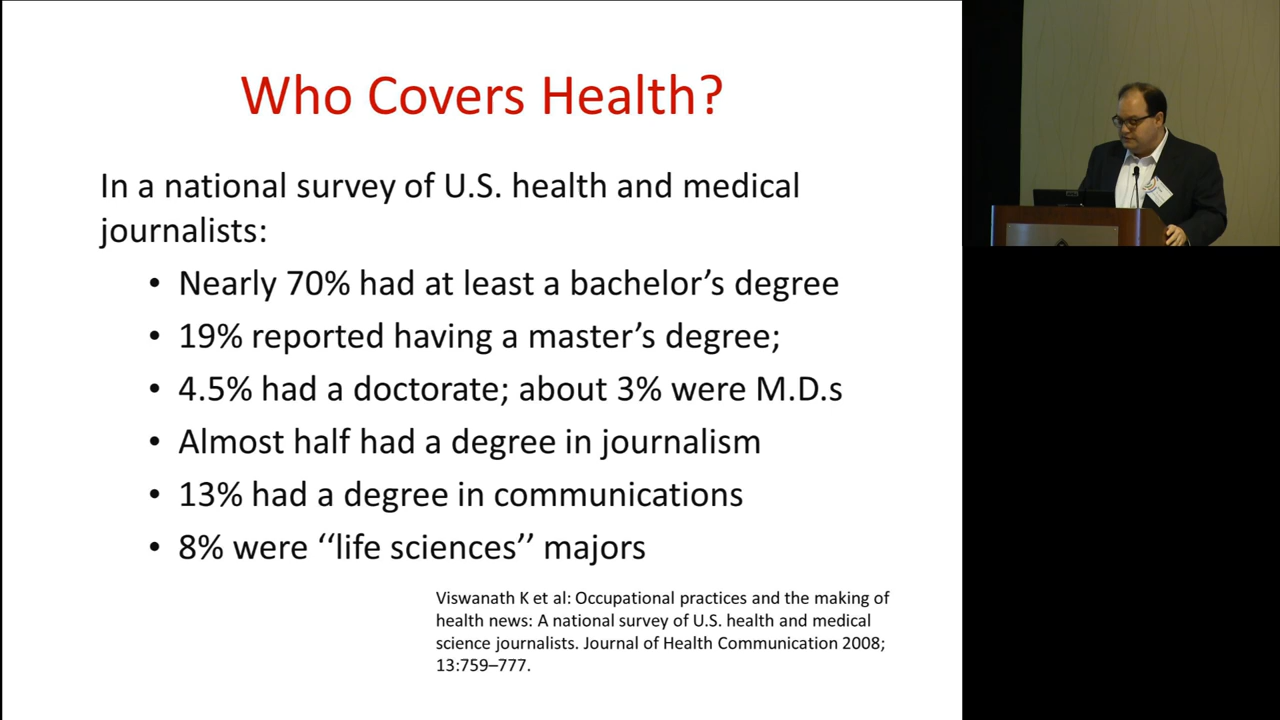 Who Covers Health?
In a national survey of U.S. health and medical
journalists:
• Nearly 70% had at least a bachelor’s degree
• 19% reported having a master’s degree;
• 4.5% had a doctorate; about 3% were M.D.s
• Almost half had a degree in journalism
• 13% had a degree in communications
• 8% were ‘‘life sciences’’ majors
Viswanath K et al: Occupational practices and the making of
health news: A national survey of U.S. health and medical
science journalists. Journal of Health Communication 2008;
13:759–777.